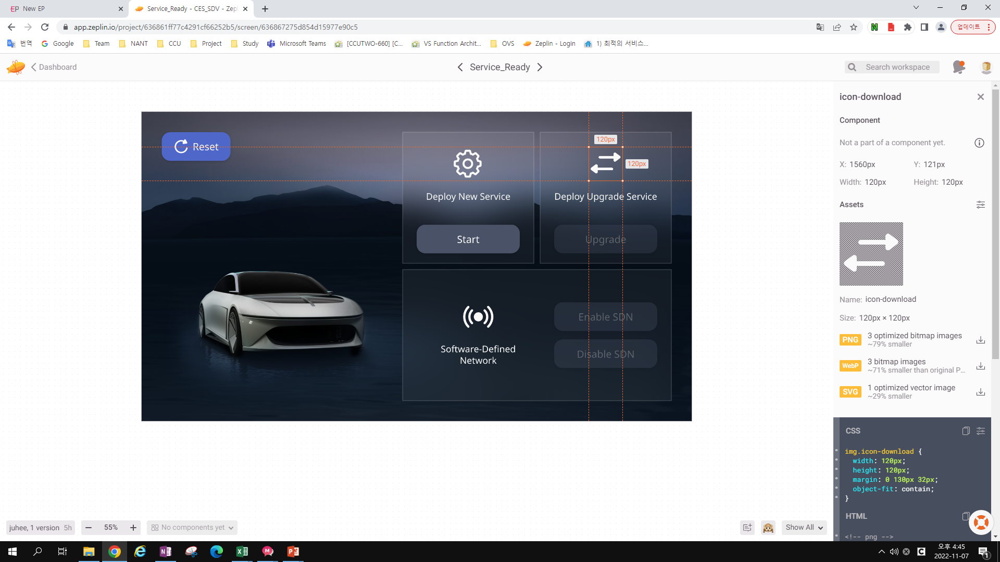 EP New EP
Service_Ready - CES_SDV - Zepl
app.zeplin.io/project/636861ff77c4291cf66252b5/screen/636867275d854d15977e90c5
업데이트
번역
Google
Team
NANT
CCU
Project
Study
Microsoft Teams
[CCUTWO-660] [C...
VS Function Archit...
OVS
Zeplin - Login
1) 최적의 서비스...
Dashboard
Service_Ready
Search workspace
Reset
120px
120px
Deploy New Service
Deploy Upgrade Service
Start
Upgrade
Software-Defined
Network
Enable SDN
Disable SDN
icon-download
Component
Not a part of a component yet.
X: 1560px
Y: 121px
Width: 120px
Height: 120px
Assets
Name: icon-download
Size: 120px × 120px
PNG 3 optimized bitmap images
~79% smaller
WebP 3 bitmap images
~71% smaller than original P...
SVG 1 optimized vector image
~29% smaller
CSS
img.icon-download {
width: 120px;
height: 120px;
margin: 0 130px 32px;
object-fit: contain;
}
HTML
<!-- png -->
juhee, 1 version 5h
55%
No components yet
Show All
오후 4:45
2022-11-07
1